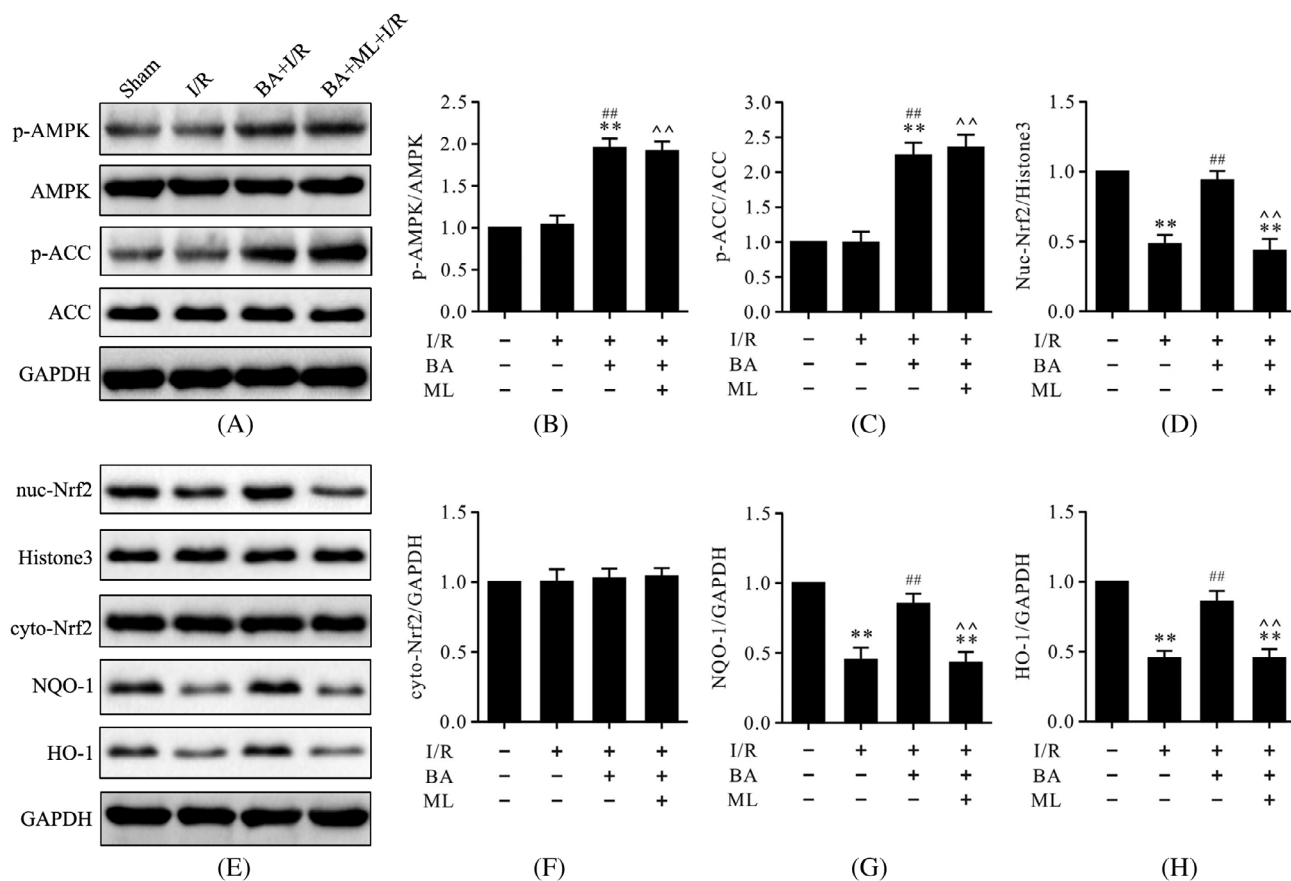 Sham I/R BA+I/R BA+ML+I/R
p-AMPK
AMPK
p-ACC
ACC
GAPDH
(A)
p-AMPK/AMPK
2.5
2.0
1.5
1.0
0.5
0.0
##
**
^^
I/R − + + +
BA − − + +
ML − − − +
(B)
p-ACC/ACC
3.0
2.5
2.0
1.5
1.0
0.5
0.0
##
**
^^
I/R − + + +
BA − − + +
ML − − − +
(C)
Nuc-Nrf2/Histone3
1.5
1.0
0.5
0.0
**
##
^^
**
I/R − + + +
BA − − + +
ML − − − +
(D)
nuc-Nrf2
Histone3
cyto-Nrf2
NQO-1
HO-1
GAPDH
(E)
cyto-Nrf2/GAPDH
1.5
1.0
0.5
0.0
I/R − + + +
BA − − + +
ML − − − +
(F)
NQO-1/GAPDH
1.5
1.0
0.5
0.0
**
##
^^
**
I/R − + + +
BA − − + +
ML − − − +
(G)
HO-1/GAPDH
1.5
1.0
0.5
0.0
**
##
^^
**
I/R − + + +
BA − − + +
ML − − − +
(H)